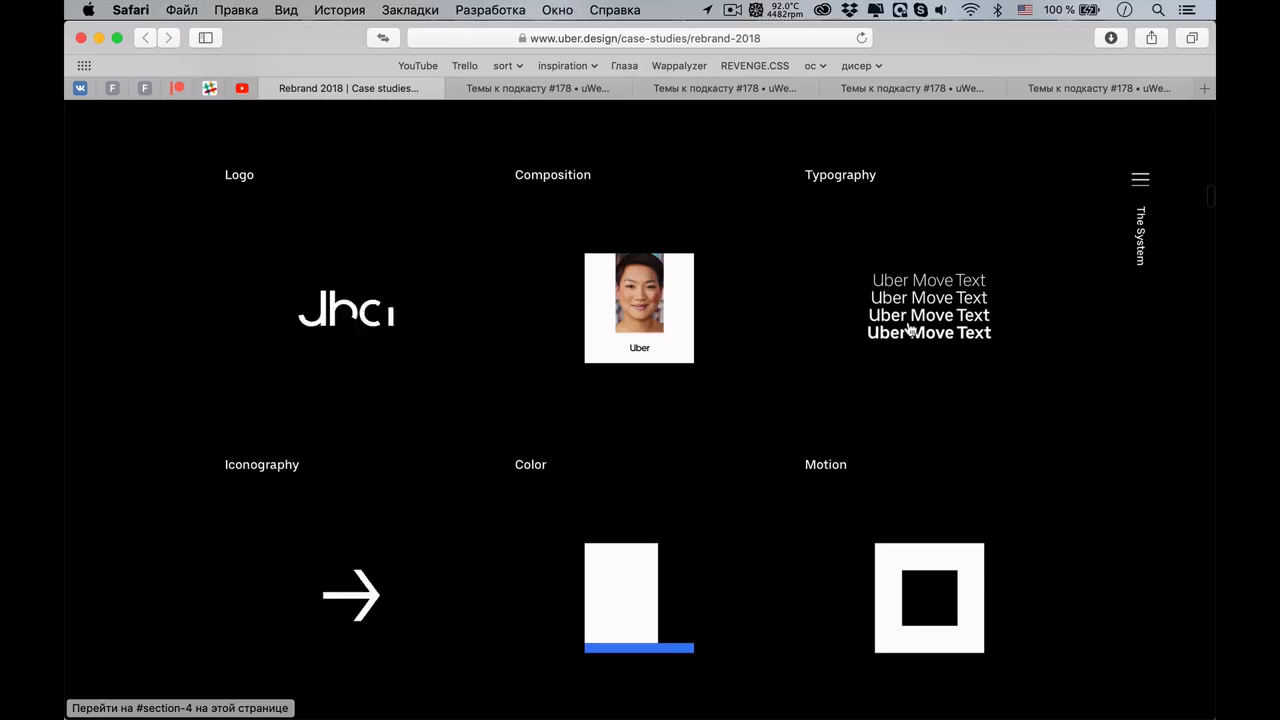 Safari Файл Правка Вид История Закладки Разработка Окно Справка 92.0°C 4482rpm 100 %
www.uber.design/case-studies/rebrand-2018
YouTube Trello sort inspiration Глаза Wappalyzer REVENGE.CSS ос дисер
F F Rebrand 2018 | Case studies... Темы к подкасту #178 • uWe... Темы к подкасту #178 • uWe... Темы к подкасту #178 • uWe... Темы к подкасту #178 • uWe...
Logo Composition Typography
The System
Uber Move Text
Uber Move Text
Uber Move Text
Uber Move Text
Uber
Iconography Color Motion
Перейти на #section-4 на этой странице